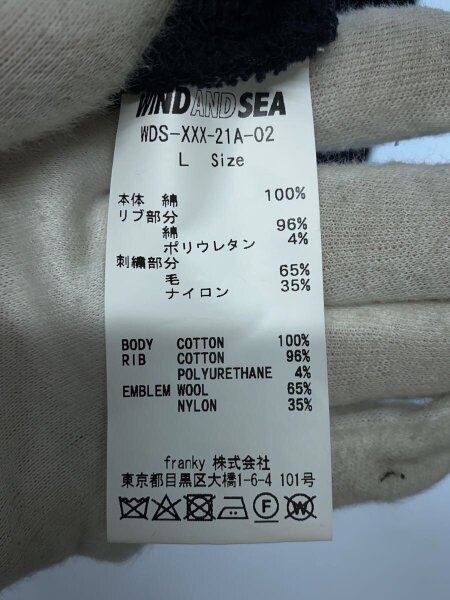 WIND AND SEA
WDS-XXX-21A-02
L Size
本体 綿 100%
リブ部分
綿 96%
ポリウレタン 4%
刺繍部分
毛 65%
ナイロン 35%
BODY COTTON 100%
RIB COTTON 96%
POLYURETHANE 4%
EMBLEM WOOL 65%
NYLON 35%
franky 株式会社
東京都目黒区大橋1-6-4 101号
F W